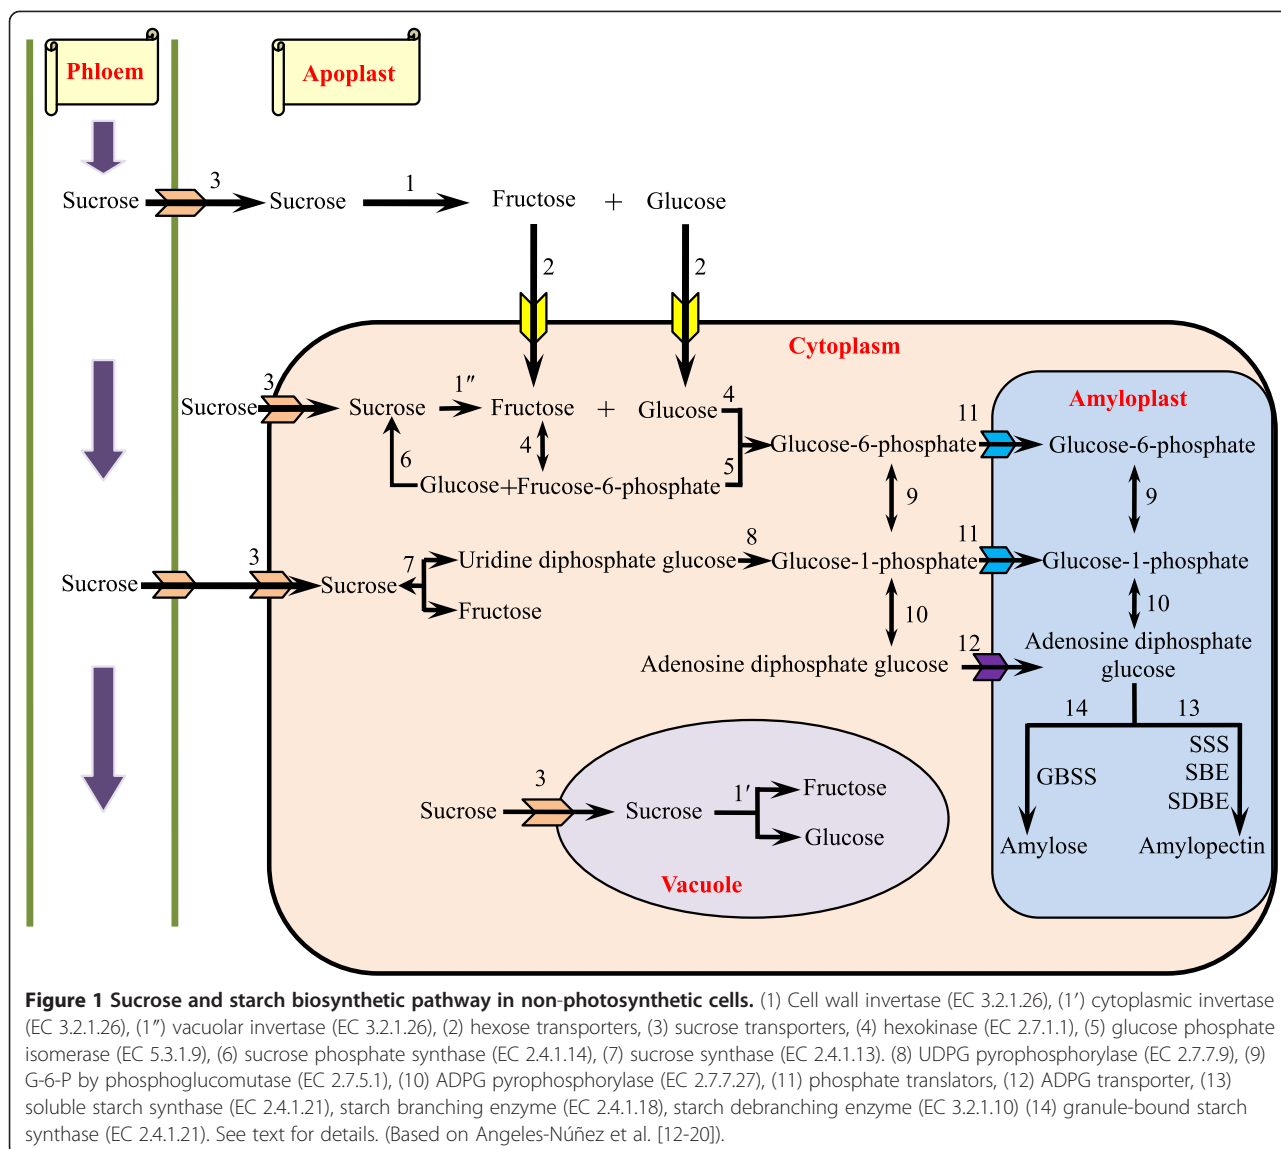 Phloem
Apoplast
Sucrose
3
Sucrose
1
Fructose + Glucose
2
2
Cytoplasm
Sucrose
3
Sucrose
1″
Fructose + Glucose
4
4
6
5
Glucose+Frucose-6-phosphate
Glucose-6-phosphate
11
Amyloplast
Glucose-6-phosphate
9
9
Sucrose
3
Sucrose
7
Uridine diphosphate glucose
Fructose
8
Glucose-1-phosphate
11
Glucose-1-phosphate
10
10
Adenosine diphosphate glucose
12
Adenosine diphosphate
glucose
14
13
GBSS
SSS
SBE
SDBE
Amylose
Amylopectin
Sucrose
3
Sucrose
1′
Fructose
Glucose
Vacuole
Figure 1 Sucrose and starch biosynthetic pathway in non-photosynthetic cells. (1) Cell wall invertase (EC 3.2.1.26), (1′) cytoplasmic invertase
(EC 3.2.1.26), (1″) vacuolar invertase (EC 3.2.1.26), (2) hexose transporters, (3) sucrose transporters, (4) hexokinase (EC 2.7.1.1), (5) glucose phosphate
isomerase (EC 5.3.1.9), (6) sucrose phosphate synthase (EC 2.4.1.14), (7) sucrose synthase (EC 2.4.1.13). (8) UDPG pyrophosphorylase (EC 2.7.7.9), (9)
G-6-P by phosphoglucomutase (EC 2.7.5.1), (10) ADPG pyrophosphorylase (EC 2.7.7.27), (11) phosphate translators, (12) ADPG transporter, (13)
soluble starch synthase (EC 2.4.1.21), starch branching enzyme (EC 2.4.1.18), starch debranching enzyme (EC 3.2.1.10) (14) granule-bound starch
synthase (EC 2.4.1.21). See text for details. (Based on Angeles-Núñez et al. [12-20]).